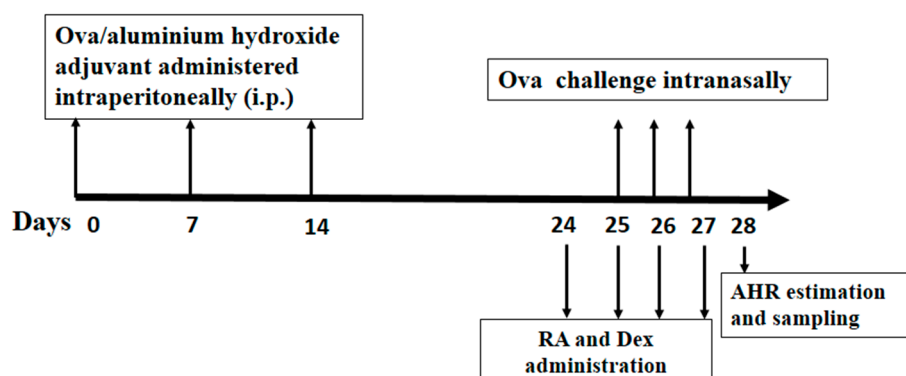 Ova/aluminium hydroxide
adjuvant administered
intraperitoneally (i.p.)
Ova challenge intranasally
Days 0 7 14 24 25 26 27 28
AHR estimation
and sampling
RA and Dex
administration